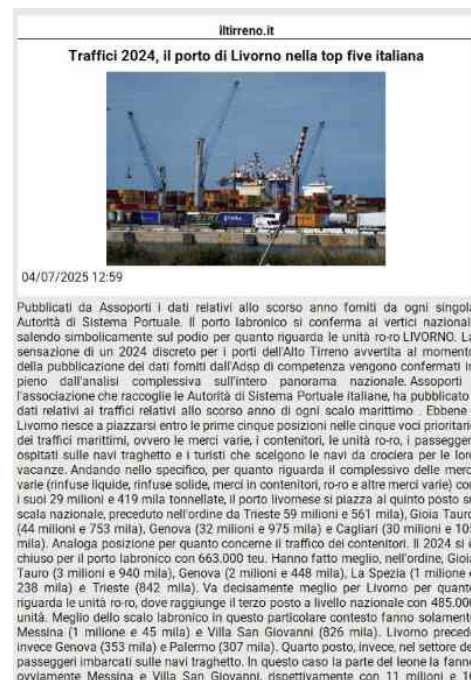 iltirreno.it
Traffici 2024, il porto di Livorno nella top five italiana
04/07/2025 12:59
Pubblicati da Assoporti i dati relativi allo scorso anno forniti da ogni singola
Autorità di Sistema Portuale. Il porto labronico si conferma ai vertici nazionali
salendo simbolicamente sul podio per quanto riguarda le unità ro-ro LIVORNO. La
sensazione di un 2024 discreto per i porti dell'Alto Tirreno avvertita al momento
della pubblicazione dei dati forniti dall'Adsp di competenza vengono confermati in
pieno dall'analisi complessiva sull'intero panorama nazionale. Assoporti
l'associazione che raccoglie le Autorità di Sistema Portuale italiane, ha pubblicato
dati relativi ai traffici relativi allo scorso anno di ogni scalo marittimo . Ebbene
Livorno riesce a piazzarsi entro le prime cinque posizioni nelle cinque voci prioritarie
dei traffici marittimi, ovvero le merci varie, i contenitori, le unità ro-ro, i passeggeri
ospitati sulle navi traghetto e i turisti che scelgono le navi da crociera per le loro
vacanze. Andando nello specifico, per quanto riguarda il complessivo delle merci
varie (rinfuse liquide, rinfuse solide, merci in contenitori, ro-ro e altre merci varie) con
i suoi 29 milioni e 419 mila tonnellate, il porto livornese si piazza al quinto posto su
scala nazionale, preceduto nell'ordine da Trieste 59 milioni e 561 mila), Gioia Tauro
(44 milioni e 753 mila), Genova (32 milioni e 975 mila) e Cagliari (30 milioni e 105
mila). Analoga posizione per quanto concerne il traffico dei contenitori. Il 2024 si è
chiuso per il porto labronico con 663.000 teu. Hanno fatto meglio, nell'ordine, Gioia
Tauro (3 milioni e 940 mila), Genova (2 milioni e 448 mila), La Spezia (1 milione e
238 mila) e Trieste (842 mila). Va decisamente meglio per Livorno per quanto
riguarda le unità ro-ro, dove raggiunge il terzo posto a livello nazionale con 485.000
unità. Meglio dello scalo labronico in questo particolare contesto fanno solamente
Messina (1 milione e 45 mila) e Villa San Giovanni (826 mila). Livorno precede
invece Genova (353 mila) e Palermo (307 mila). Quarto posto, invece, nel settore dei
passeggeri imbarcati sulle navi traghetto. In questo caso la parte del leone la fanno
ovviamente Messina e Villa San Giovanni, rispettivamente con 11 milioni e